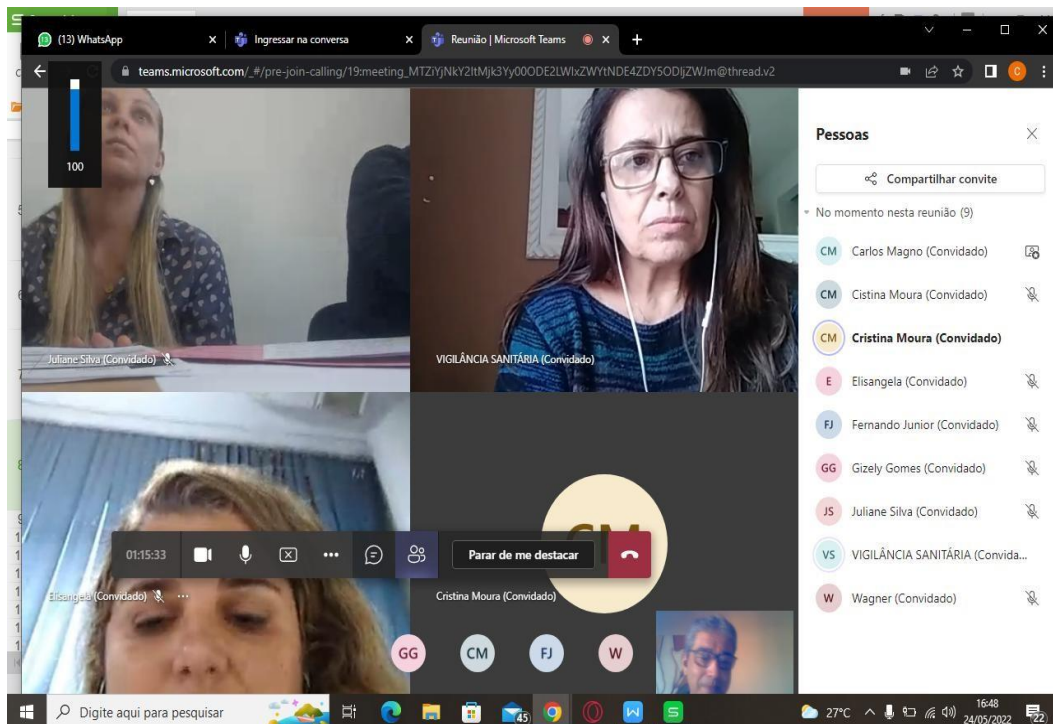 (13) WhatsApp
Ingressar na conversa
Reunião | Microsoft Teams
teams.microsoft.com/_#/pre-join-calling/19:meeting_
100
Juliane Silva (Convidado)
VIGILÂNCIA SANITÁRIA (Convidado)
01:15:33
Parar de me destacar
Elisangela (Convidado)
CM
Cristina Moura (Convidado)
GG
CM
FJ
W
Pessoas
Compartilhar convite
No momento nesta reunião (9)
CM Carlos Magno (Convidado)
CM Cistina Moura (Convidado)
CM Cristina Moura (Convidado)
E Elisangela (Convidado)
FJ Fernando Junior (Convidado)
GG Gizely Gomes (Convidado)
JS Juliane Silva (Convidado)
VS VIGILÂNCIA SANITÁRIA (Convida...
W Wagner (Convidado)
Digite aqui para pesquisar
45
27°C
16:48
24/05/2022
22